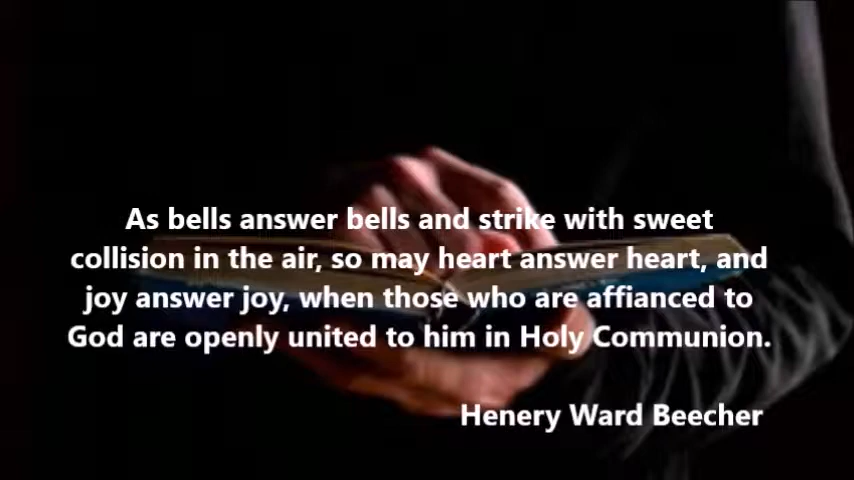 As bells answer bells and strike with sweet
collision in the air, so may heart answer heart, and
joy answer joy, when those who are affianced to
God are openly united to him in Holy Communion.
Henery Ward Beecher